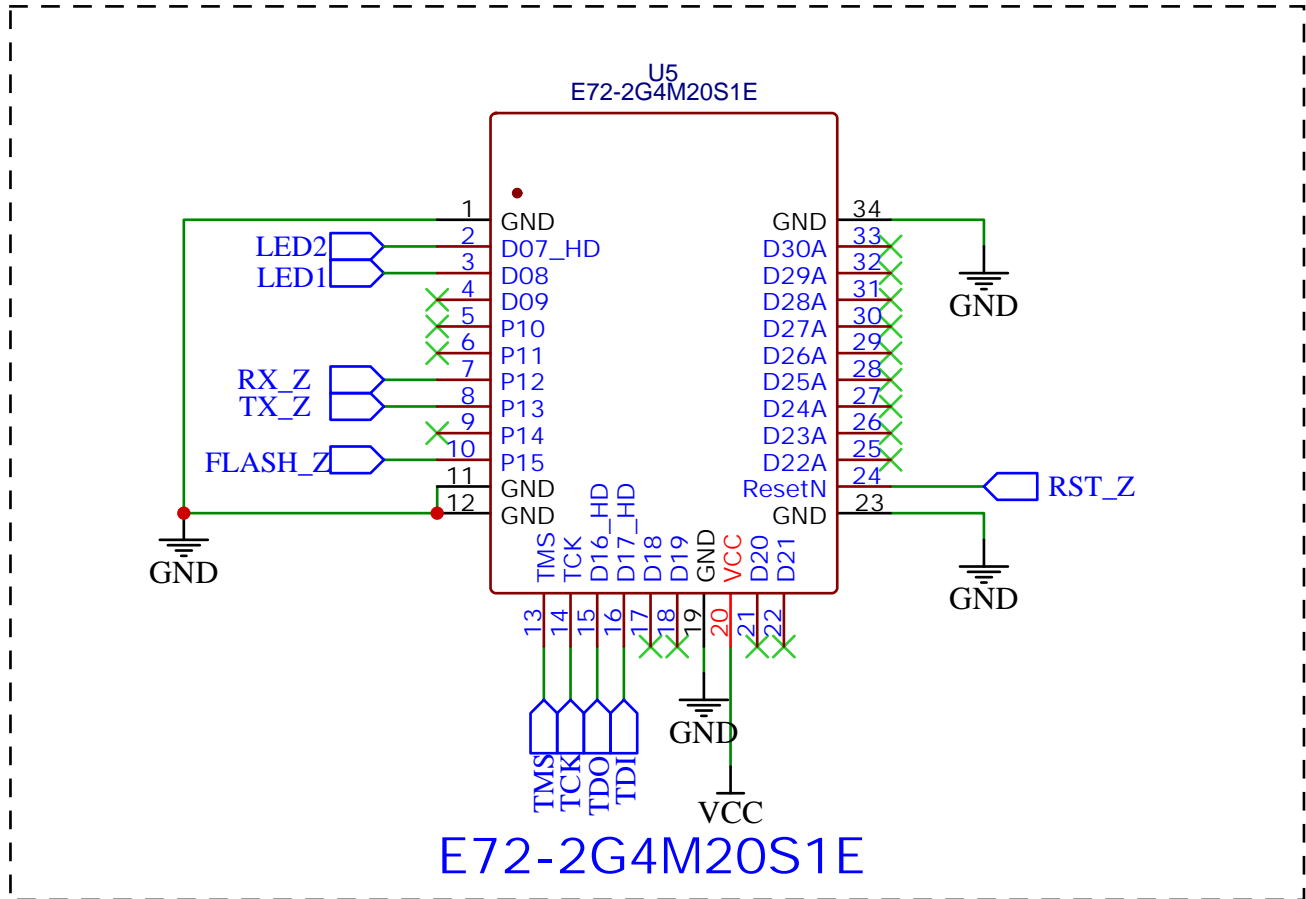 U5
E72-2G4M20S1E
1 GND
LED2 2 D07_HD
LED1 3 D08
4 D09
5 P10
6 P11
RX_Z 7 P12
TX_Z 8 P13
9 P14
FLASH_Z 10 P15
11 GND
12 GND
GND
GND 34
D30A 33
D29A 32
D28A 31
D27A 30
D26A 29
D25A 28
D24A 27
D23A 26
D22A 25
ResetN 24 RST_Z
GND 23
GND
GND
TMS 13 TMS
TCK 14 TCK
D16_HD 15 TDO
D17_HD 16 TDI
D18 17
D19 18
GND 19 GND
VCC 20 VCC
D20 21
D21 22
E72-2G4M20S1E